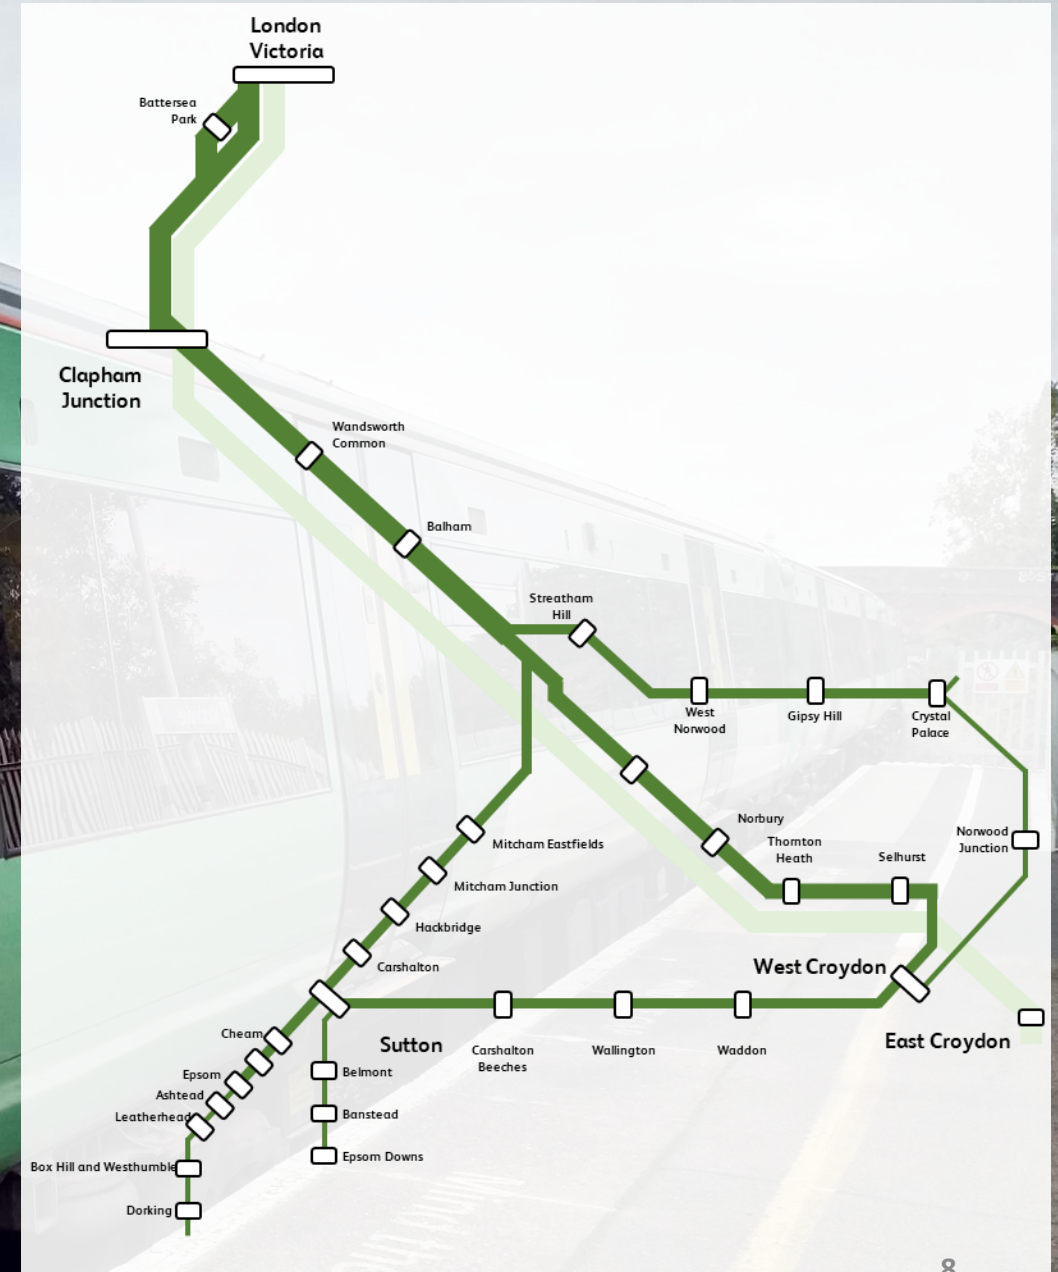 London
Victoria
Battersea
Park
Clapham
Junction
Wandsworth
Common
Balham
Streatham
Hill
West
Norwood
Gipsy Hill
Crystal
Palace
Norbury
Thornton
Heath
Selhurst
Norwood
Junction
Mitcham Eastfields
Mitcham Junction
Hackbridge
Carshalton
West Croydon
East Croydon
Sutton
Carshalton
Beeches
Wallington
Waddon
Cheam
Epsom
Ashtead
Leatherhead
Box Hill and Westhumble
Dorking
Belmont
Banstead
Epsom Downs
8